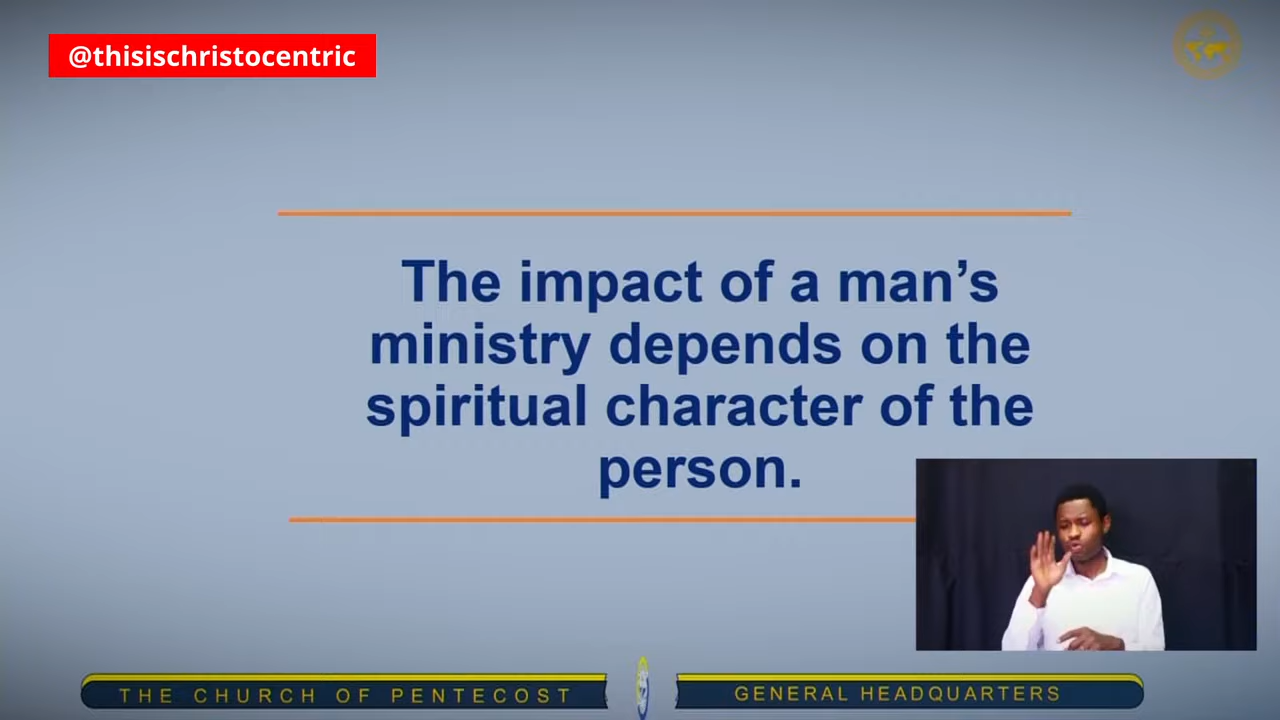 @thisischristocentric
The impact of a man’s
ministry depends on the
spiritual character of the
person.
THE CHURCH OF PENTECOST
GENERAL HEADQUARTERS